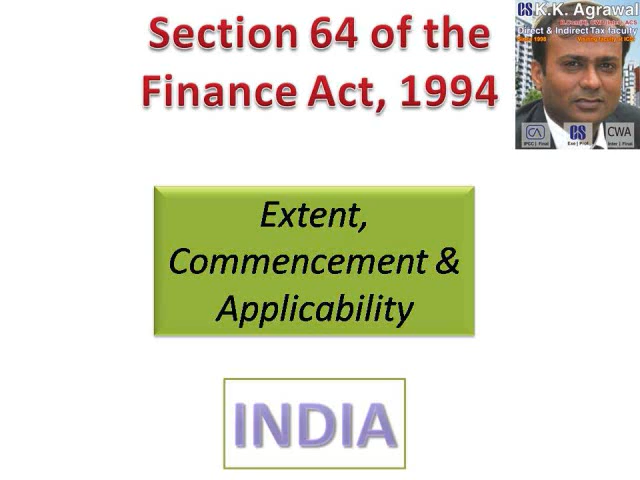 Section 64 of the
Finance Act, 1994
CS K.K. Agrawal
Direct & Indirect Tax faculty
CA
CS
CWA
Extent,
Commencement &
Applicability
INDIA